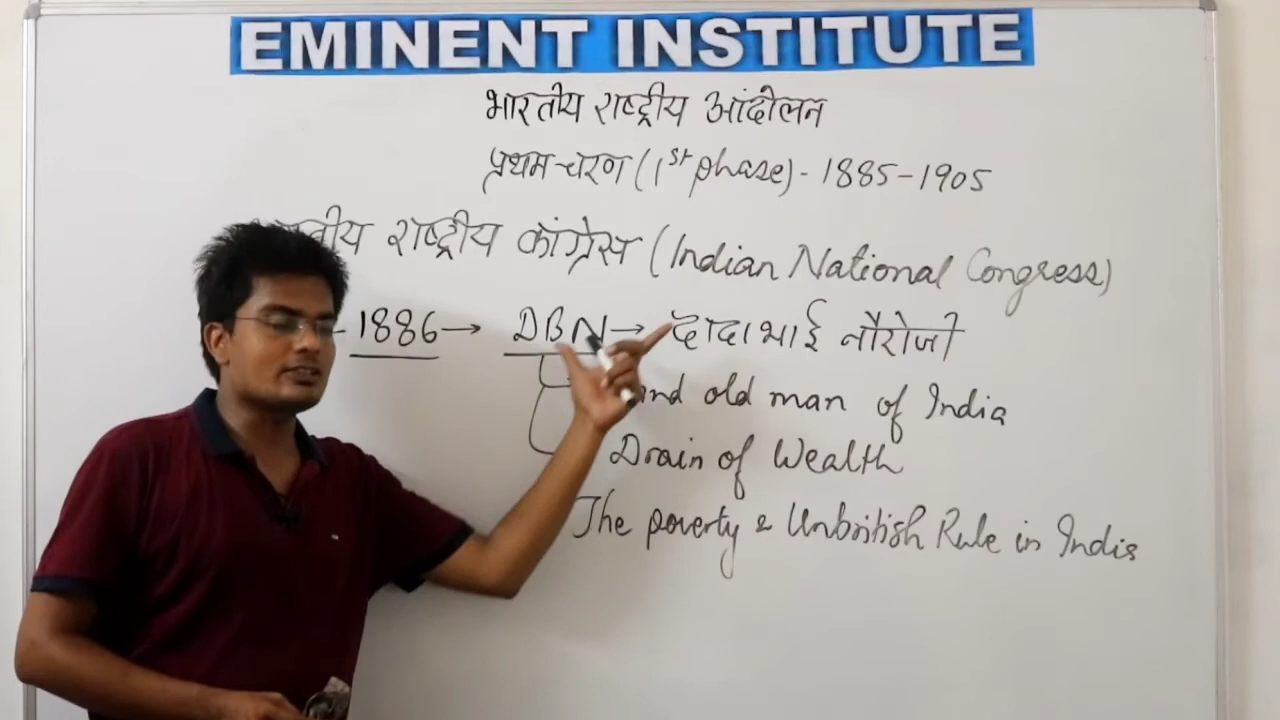 EMINENT INSTITUTE
भारतीय राष्ट्रीय आंदोलन
प्रथम चरण (1st phase) - 1885-1905
राष्ट्रीय कांग्रेस (Indian National Congress)
- 1886 → DBN → दादाभाई नौरोजी
old man of India
Drain of Wealth
The poverty & Unbritish Rule in India